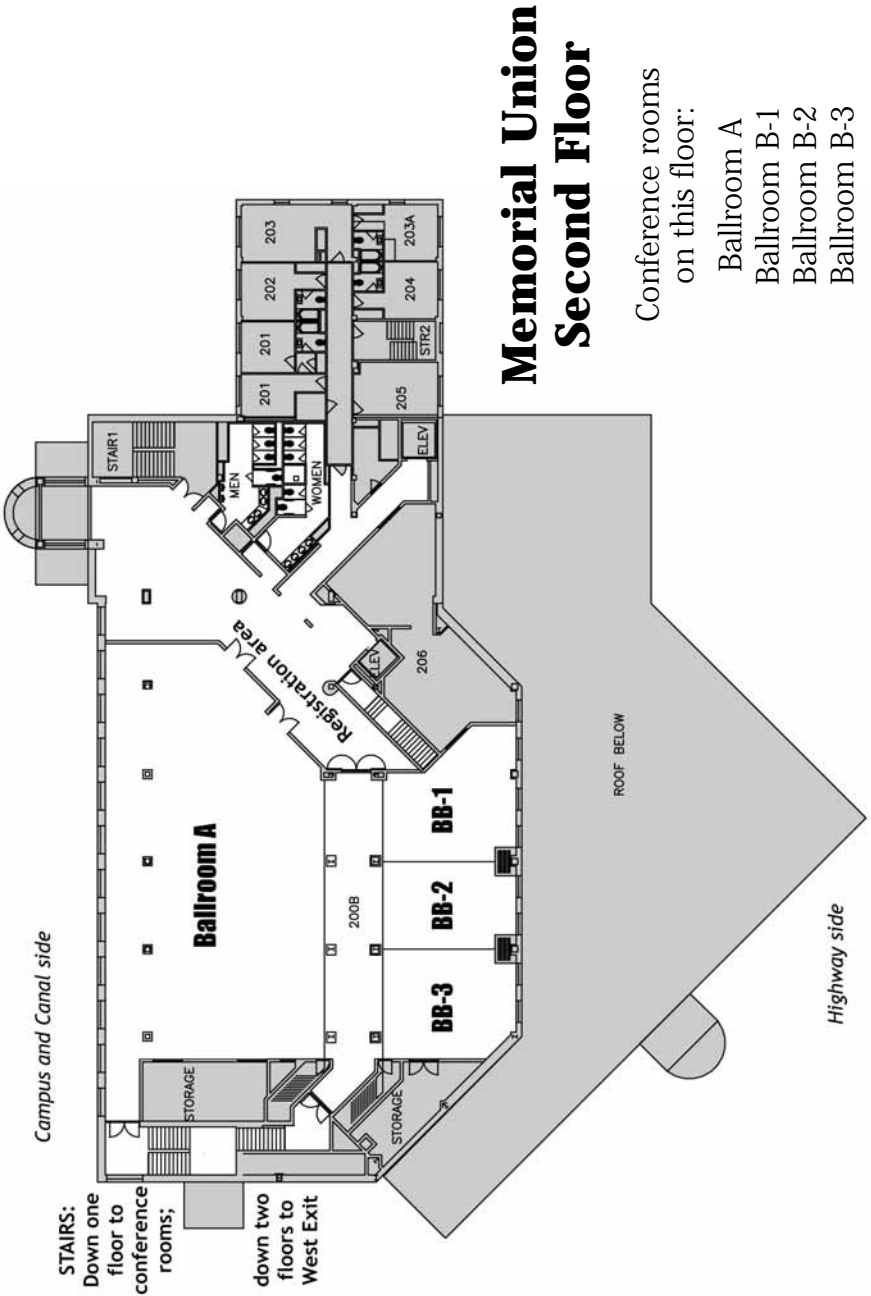 Memorial Union
Second Floor
Conference rooms
on this floor:
Ballroom A
Ballroom B-1
Ballroom B-2
Ballroom B-3
Campus and Canal side
STAIRS:
Down one
floor to
conference
rooms;
down two
floors to
West Exit
STORAGE
STORAGE
Ballroom A
200B
BB-3
BB-2
BB-1
Registration area
ELEV
206
STAIR1
MEN
WOMEN
ELEV
201
201
202
203
205
STR2
204
203A
ROOF BELOW
Highway side